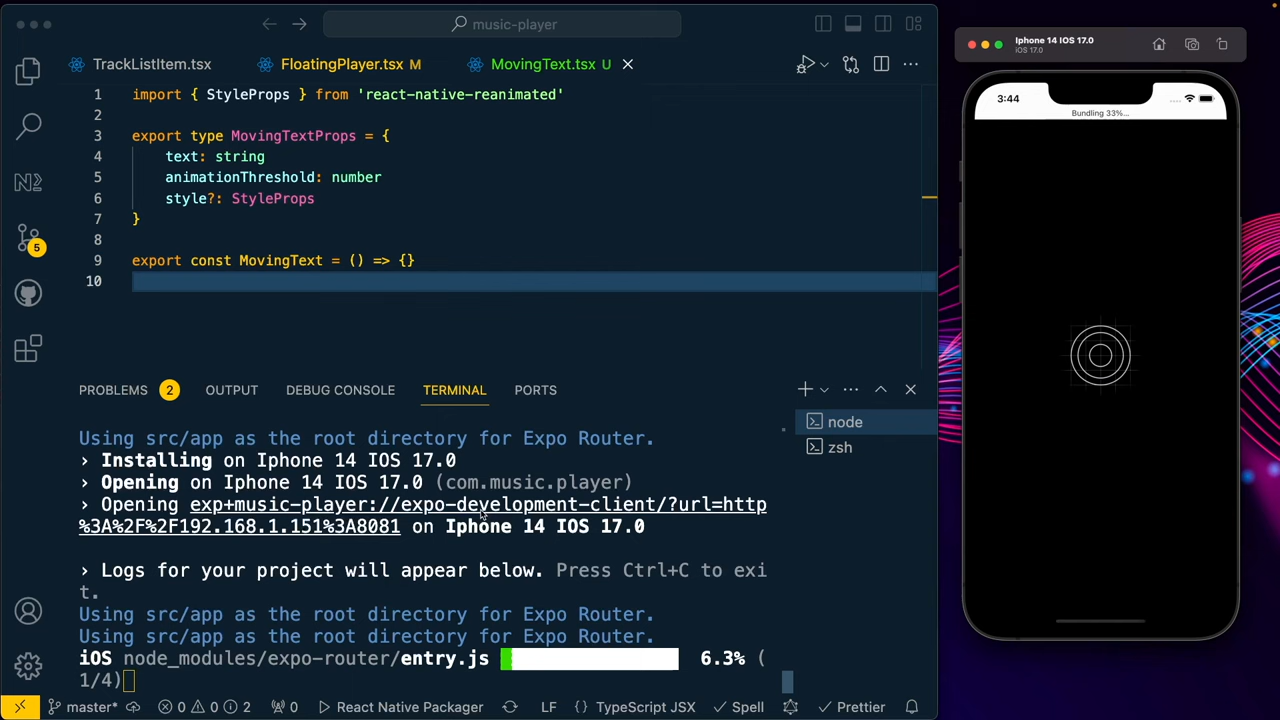 music-player
TrackListItem.tsx
FloatingPlayer.tsx M
MovingText.tsx U
1 import { StyleProps } from 'react-native-reanimated'
2
3 export type MovingTextProps = {
4 text: string
5 animationThreshold: number
6 style?: StyleProps
7 }
8
9 export const MovingText = () => {}
10
5
PROBLEMS 2 OUTPUT DEBUG CONSOLE TERMINAL PORTS
node
zsh
Using src/app as the root directory for Expo Router.
› Installing on Iphone 14 IOS 17.0
› Opening on Iphone 14 IOS 17.0 (com.music.player)
› Opening exp+music-player://expo-development-client/?url=http
%3A%2F%2F192.168.1.151%3A8081 on Iphone 14 IOS 17.0
› Logs for your project will appear below. Press Ctrl+C to exi
t.
Using src/app as the root directory for Expo Router.
Using src/app as the root directory for Expo Router.
iOS node_modules/expo-router/entry.js 6.3% (
1/4)
master* 0 0 2 0 React Native Packager LF {} TypeScript JSX Spell Prettier
Iphone 14 IOS 17.0
iOS 17.0
3:44
Bundling 33%...